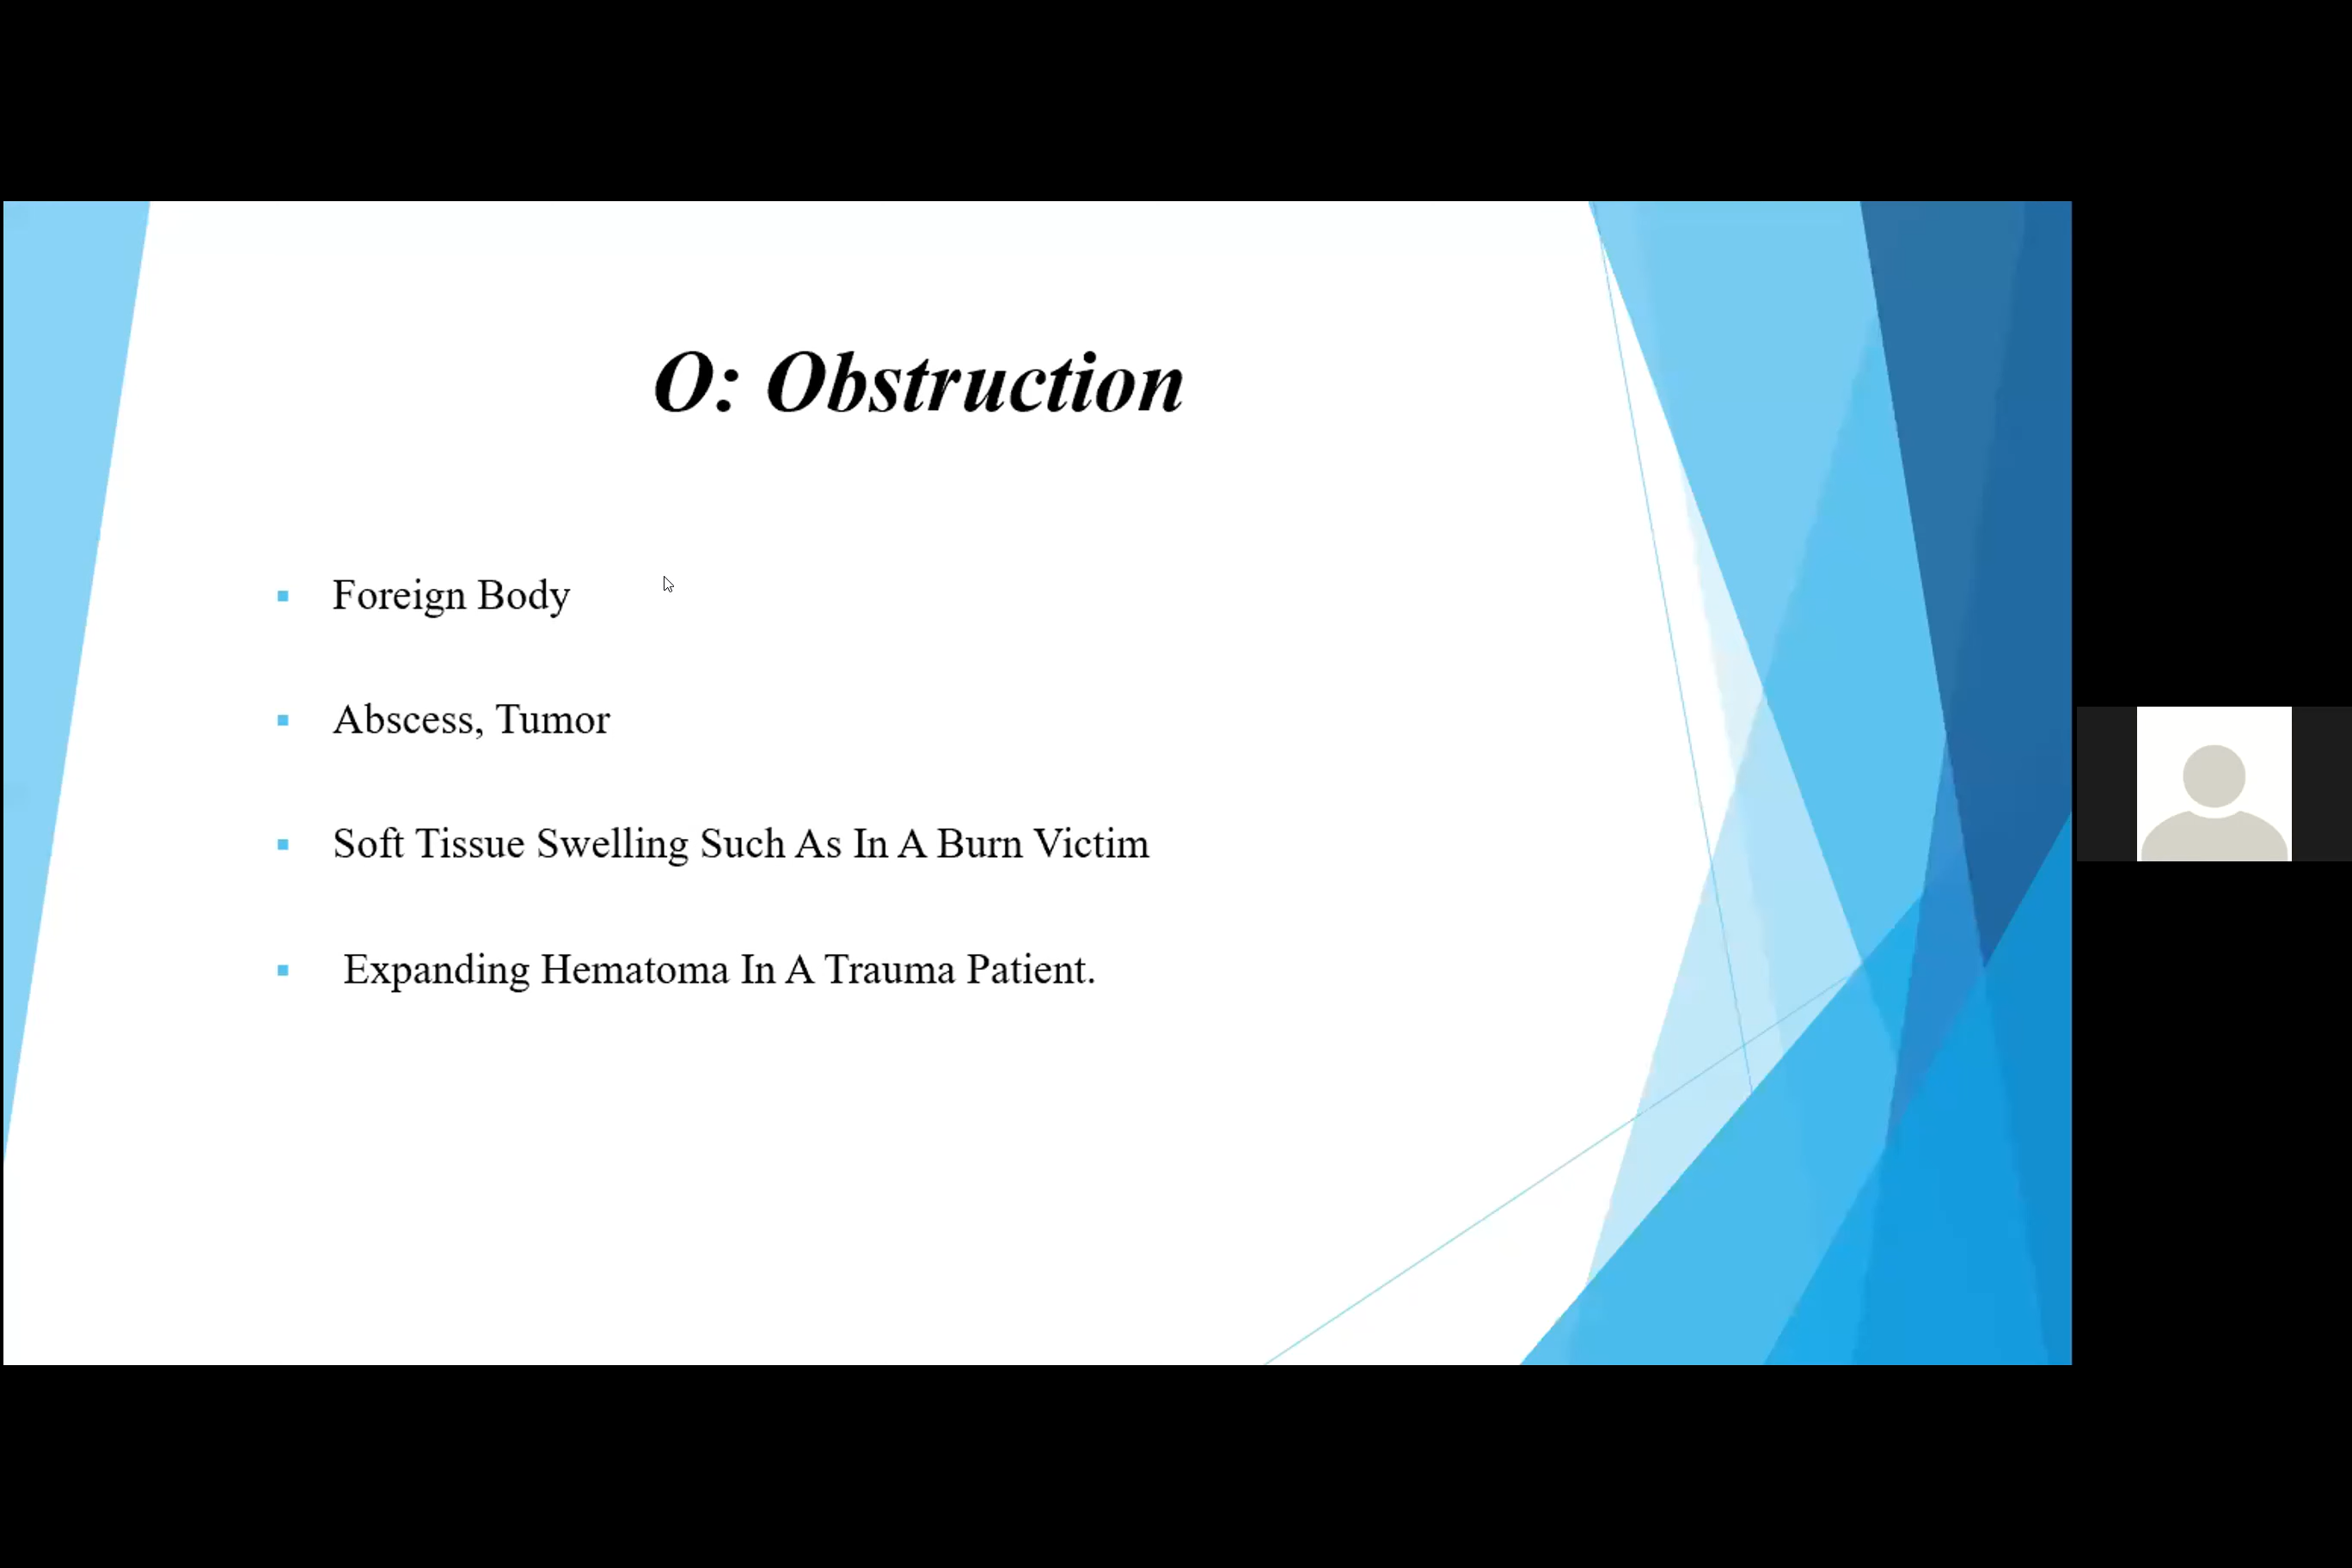 O: Obstruction
Foreign Body
Abscess, Tumor
Soft Tissue Swelling Such As In A Burn Victim
Expanding Hematoma In A Trauma Patient.